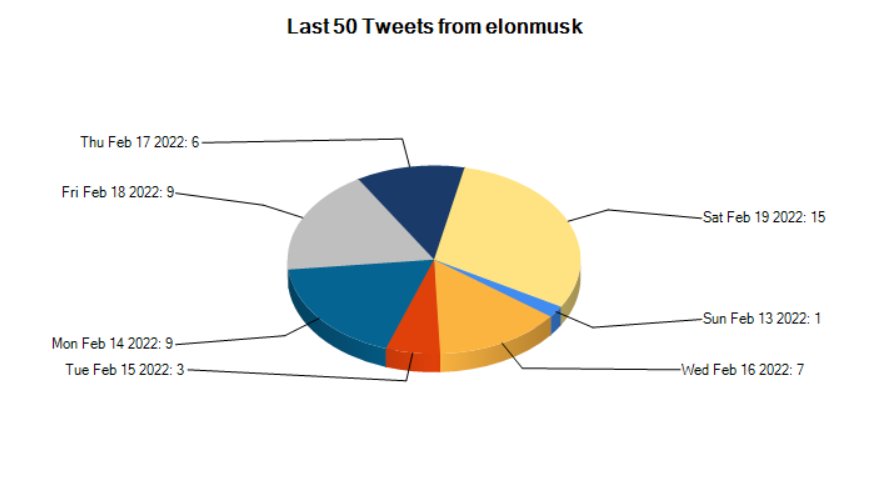 Last 50 Tweets from elonmusk
Thu Feb 17 2022: 6
Fri Feb 18 2022: 9
Sat Feb 19 2022: 15
Sun Feb 13 2022: 1
Mon Feb 14 2022: 9
Tue Feb 15 2022: 3
Wed Feb 16 2022: 7